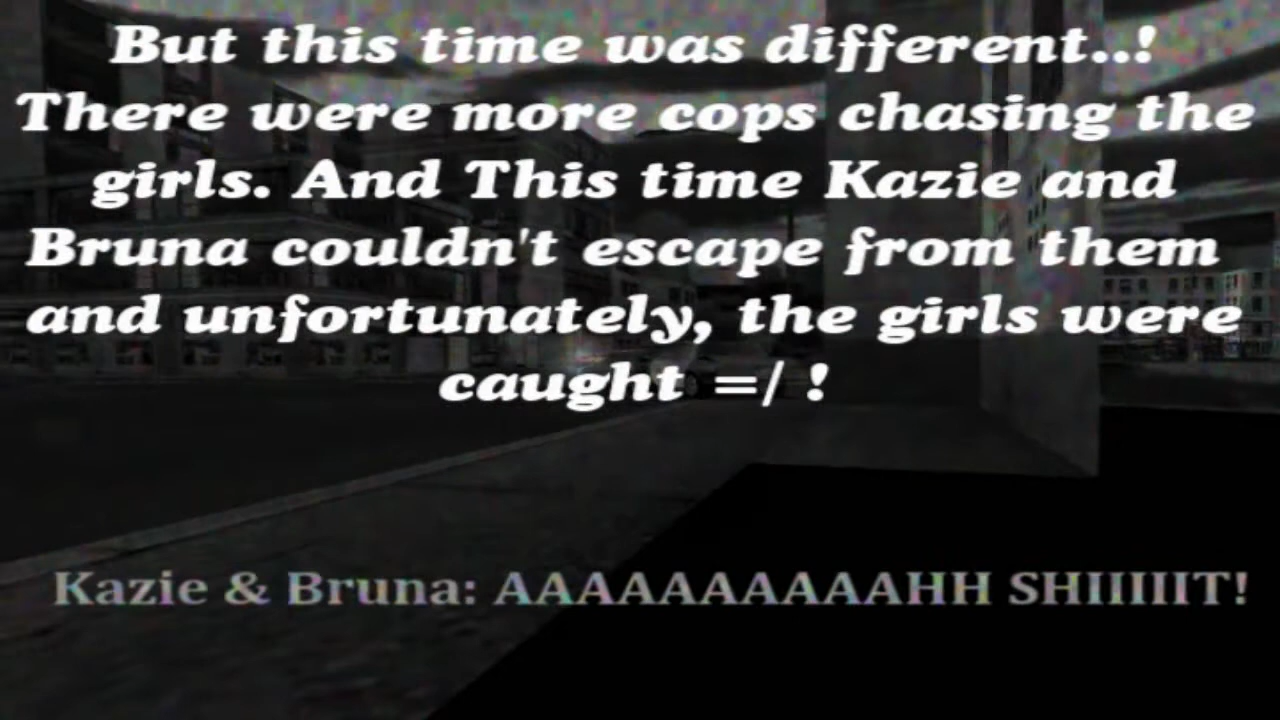 But this time was different..!
There were more cops chasing the
girls. And This time Kazie and
Bruna couldn't escape from them
and unfortunately, the girls were
caught =/ !
Kazie & Bruna: AAAAAAAAAAAHH SHIIIIIT!